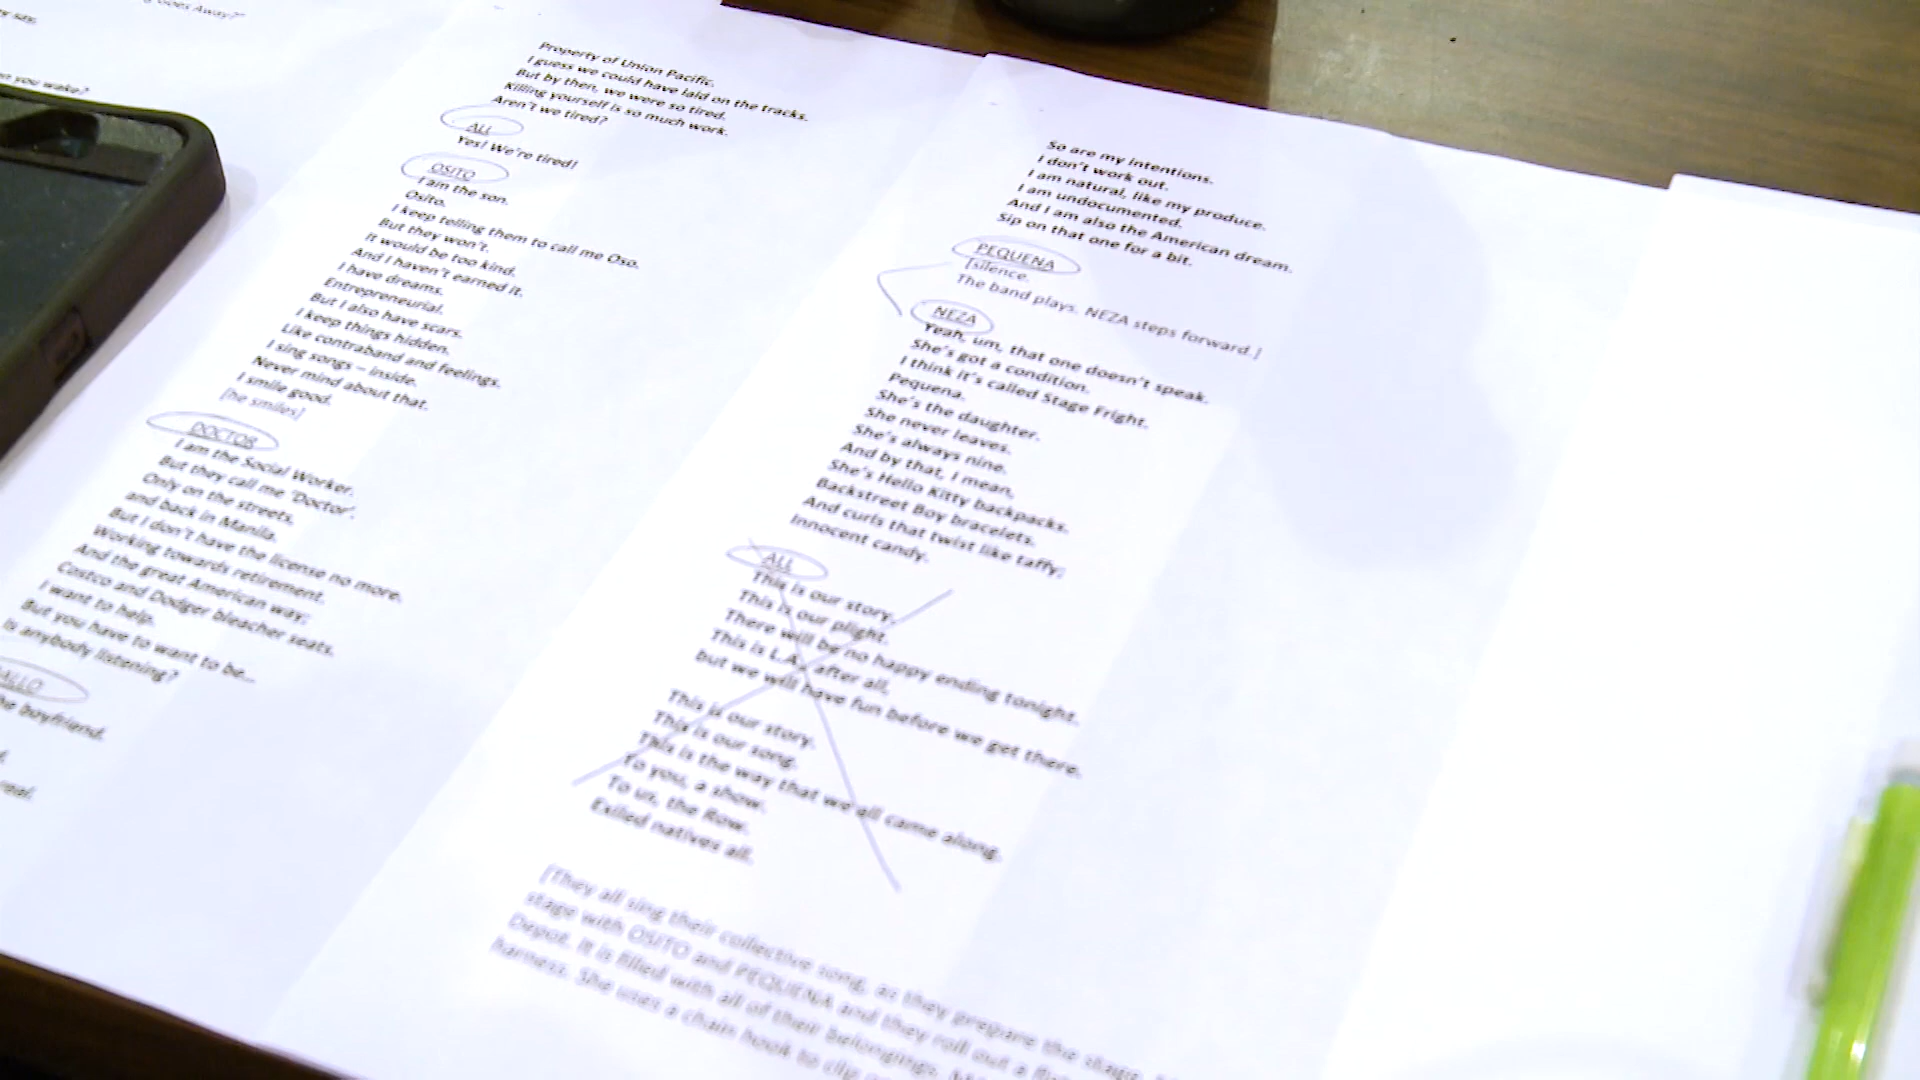 Goes Away?"
say.
you wake?
Property of Union Pacific.
I guess we could have laid on the tracks.
But by then, we were so tired.
Killing yourself is so much work.
Aren't we tired?
ALL
Yes! We're tired!
OSITO
I am the son.
Osito.
I keep telling them to call me Oso.
But they won't.
It would be too kind.
And I haven't earned it.
I have dreams.
Entrepreneurial.
But I also have scars.
I keep things hidden.
Like contraband and feelings.
I sing songs – inside.
Never mind about that.
I smile good.
[he smiles]
DOCTOR
I am the Social Worker.
But they call me 'Doctor'.
Only on the streets.
and back in Manila.
But I don't have the license no more.
Working towards retirement.
And the great American way;
Costco and Dodger bleacher seats.
I want to help.
But you have to want to be...
Is anybody listening?
ALLO
he boyfriend.
real.
So are my intentions.
I don't work out.
I am natural, like my produce.
I am undocumented.
And I am also the American dream.
Sip on that one for a bit.
PEQUENA
[silence.
The band plays. NEZA steps forward.]
NEZA
Yeah, um, that one doesn't speak.
She's got a condition.
I think it's called Stage Fright.
Pequena.
She's the daughter.
She never leaves.
She's always nine.
And by that, I mean,
She's Hello Kitty backpacks.
Backstreet Boy bracelets.
And curls that twist like taffy;
Innocent candy.
ALL
This is our story.
This is our plight.
There will be no happy ending tonight.
This is L.A., after all,
but we will have fun before we get there.
This is our story.
This is our song.
This is the way that we all came along.
To you, a show.
To us, the Row.
Exiled natives all.
[They all sing their collective song, as they prepare the stage.
stage with OSITO and PEQUENA and they roll out a
Depot. It is filled with all of their belongings.
harness. She uses a chain hook to clip